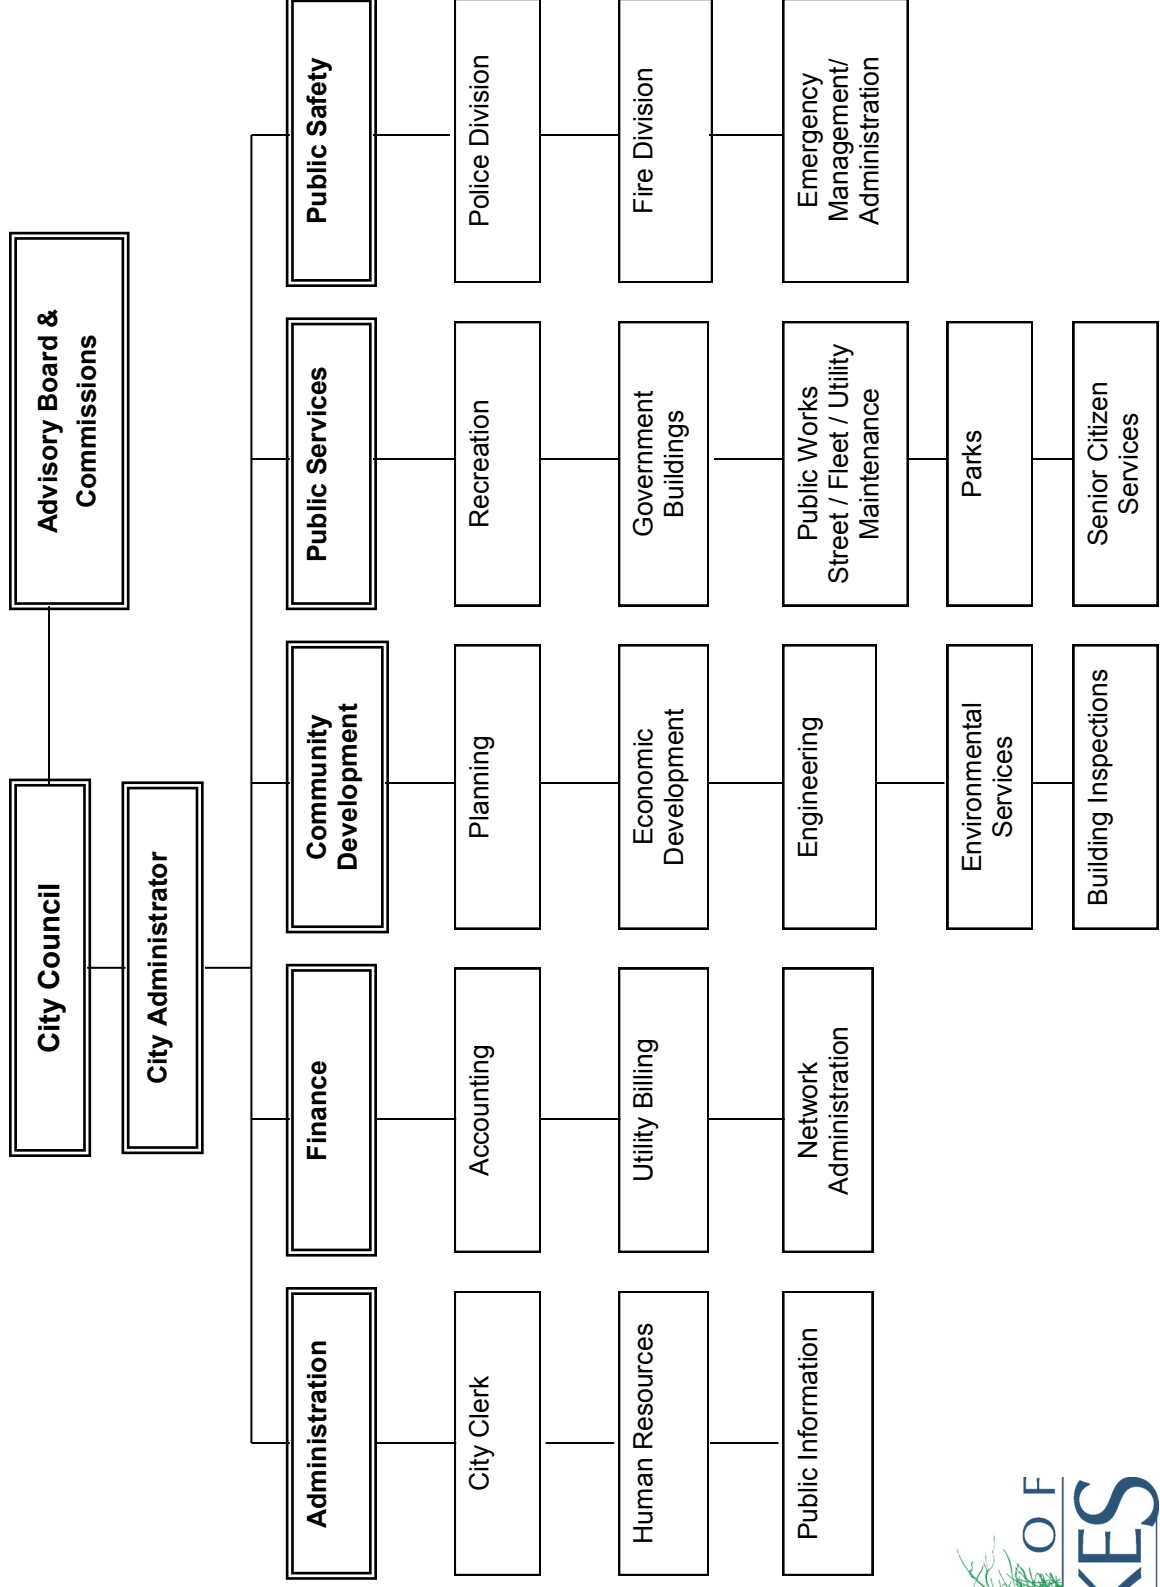 City Council
Advisory Board &
Commissions
City Administrator
Administration
Finance
Community
Development
Public Services
Public Safety
City Clerk
Accounting
Planning
Recreation
Police Division
Human Resources
Utility Billing
Economic
Development
Government
Buildings
Fire Division
Public Information
Network
Administration
Engineering
Public Works
Street / Fleet / Utility
Maintenance
Emergency
Management/
Administration
Environmental
Services
Parks
Building Inspections
Senior Citizen
Services
OF